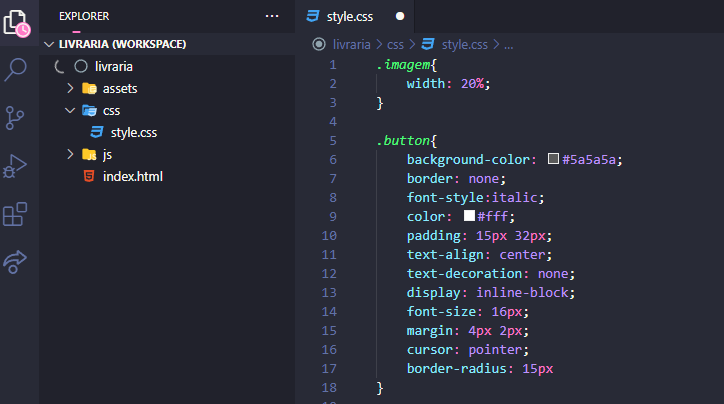 EXPLORER ...
LIVRARIA (WORKSPACE)
livraria
assets
css
style.css
js
index.html
style.css
livraria > css > style.css > ...
1 .imagem{
2 width: 20%;
3 }
4
5 .button{
6 background-color: #5a5a5a;
7 border: none;
8 font-style:italic;
9 color: #fff;
10 padding: 15px 32px;
11 text-align: center;
12 text-decoration: none;
13 display: inline-block;
14 font-size: 16px;
15 margin: 4px 2px;
16 cursor: pointer;
17 border-radius: 15px
18 }